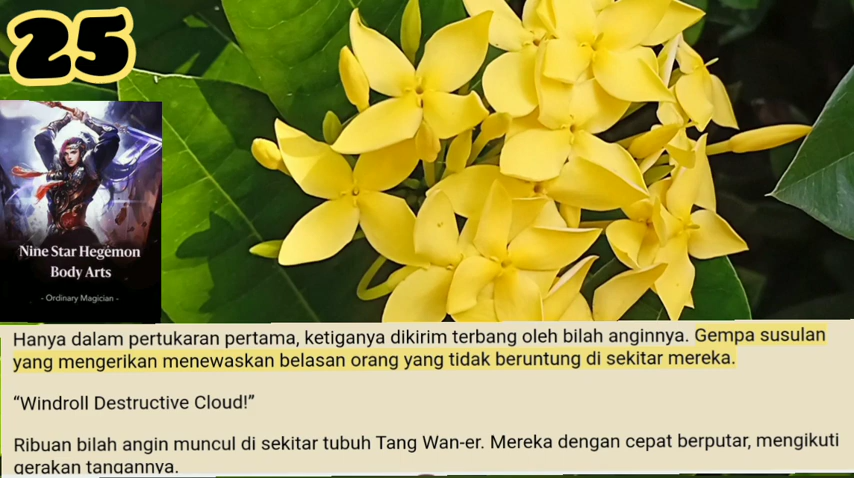 25
Nine Star Hegemon
Body Arts
- Ordinary Magician -
Hanya dalam pertukaran pertama, ketiganya dikirim terbang oleh bilah anginnya. Gempa susulan
yang mengerikan menewaskan belasan orang yang tidak beruntung di sekitar mereka.
“Windroll Destructive Cloud!”
Ribuan bilah angin muncul di sekitar tubuh Tang Wan-er. Mereka dengan cepat berputar, mengikuti
gerakan tangannya.